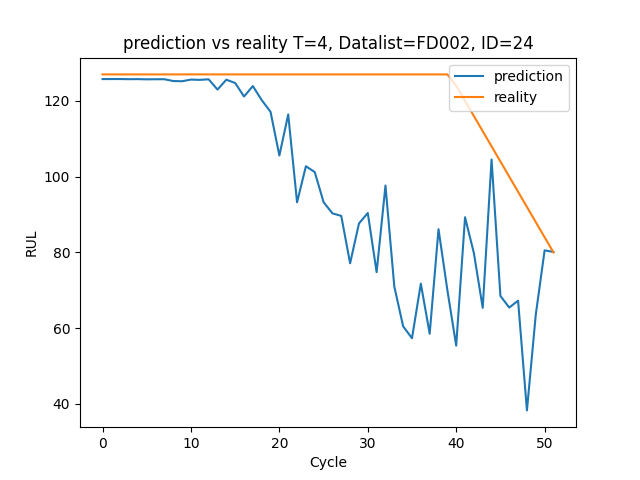 prediction vs reality T=4, Datalist=FD002, ID=24
prediction
reality
120
100
80
60
40
RUL
0 10 20 30 40 50
Cycle